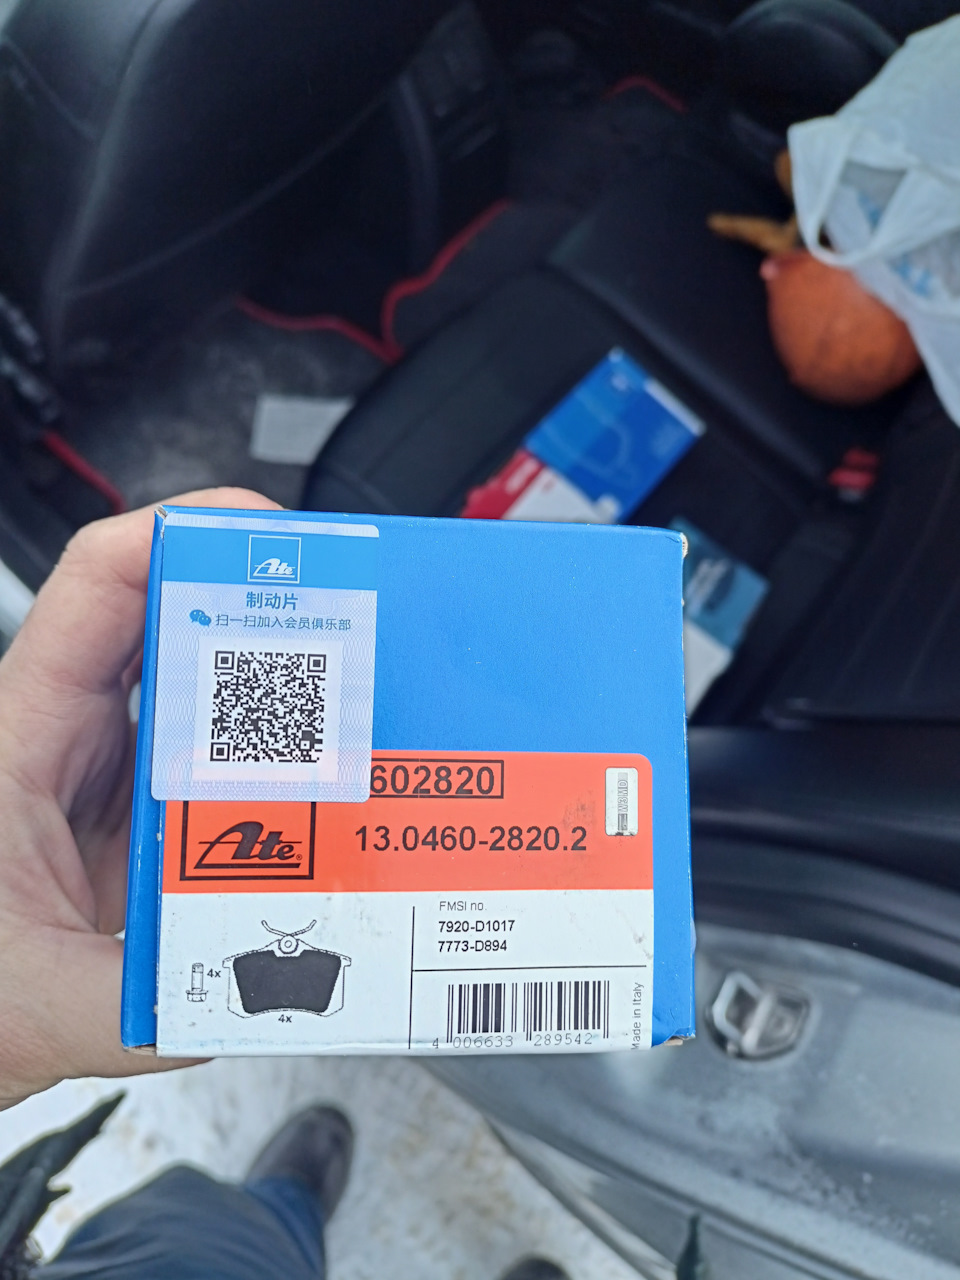 Ate
制动片
扫一扫加入会员俱乐部
602820
Ate®
13.0460-2820.2
FMSI no.
7920-D1017
7773-D894
4x
4x
4 006633 289542
Made in Italy